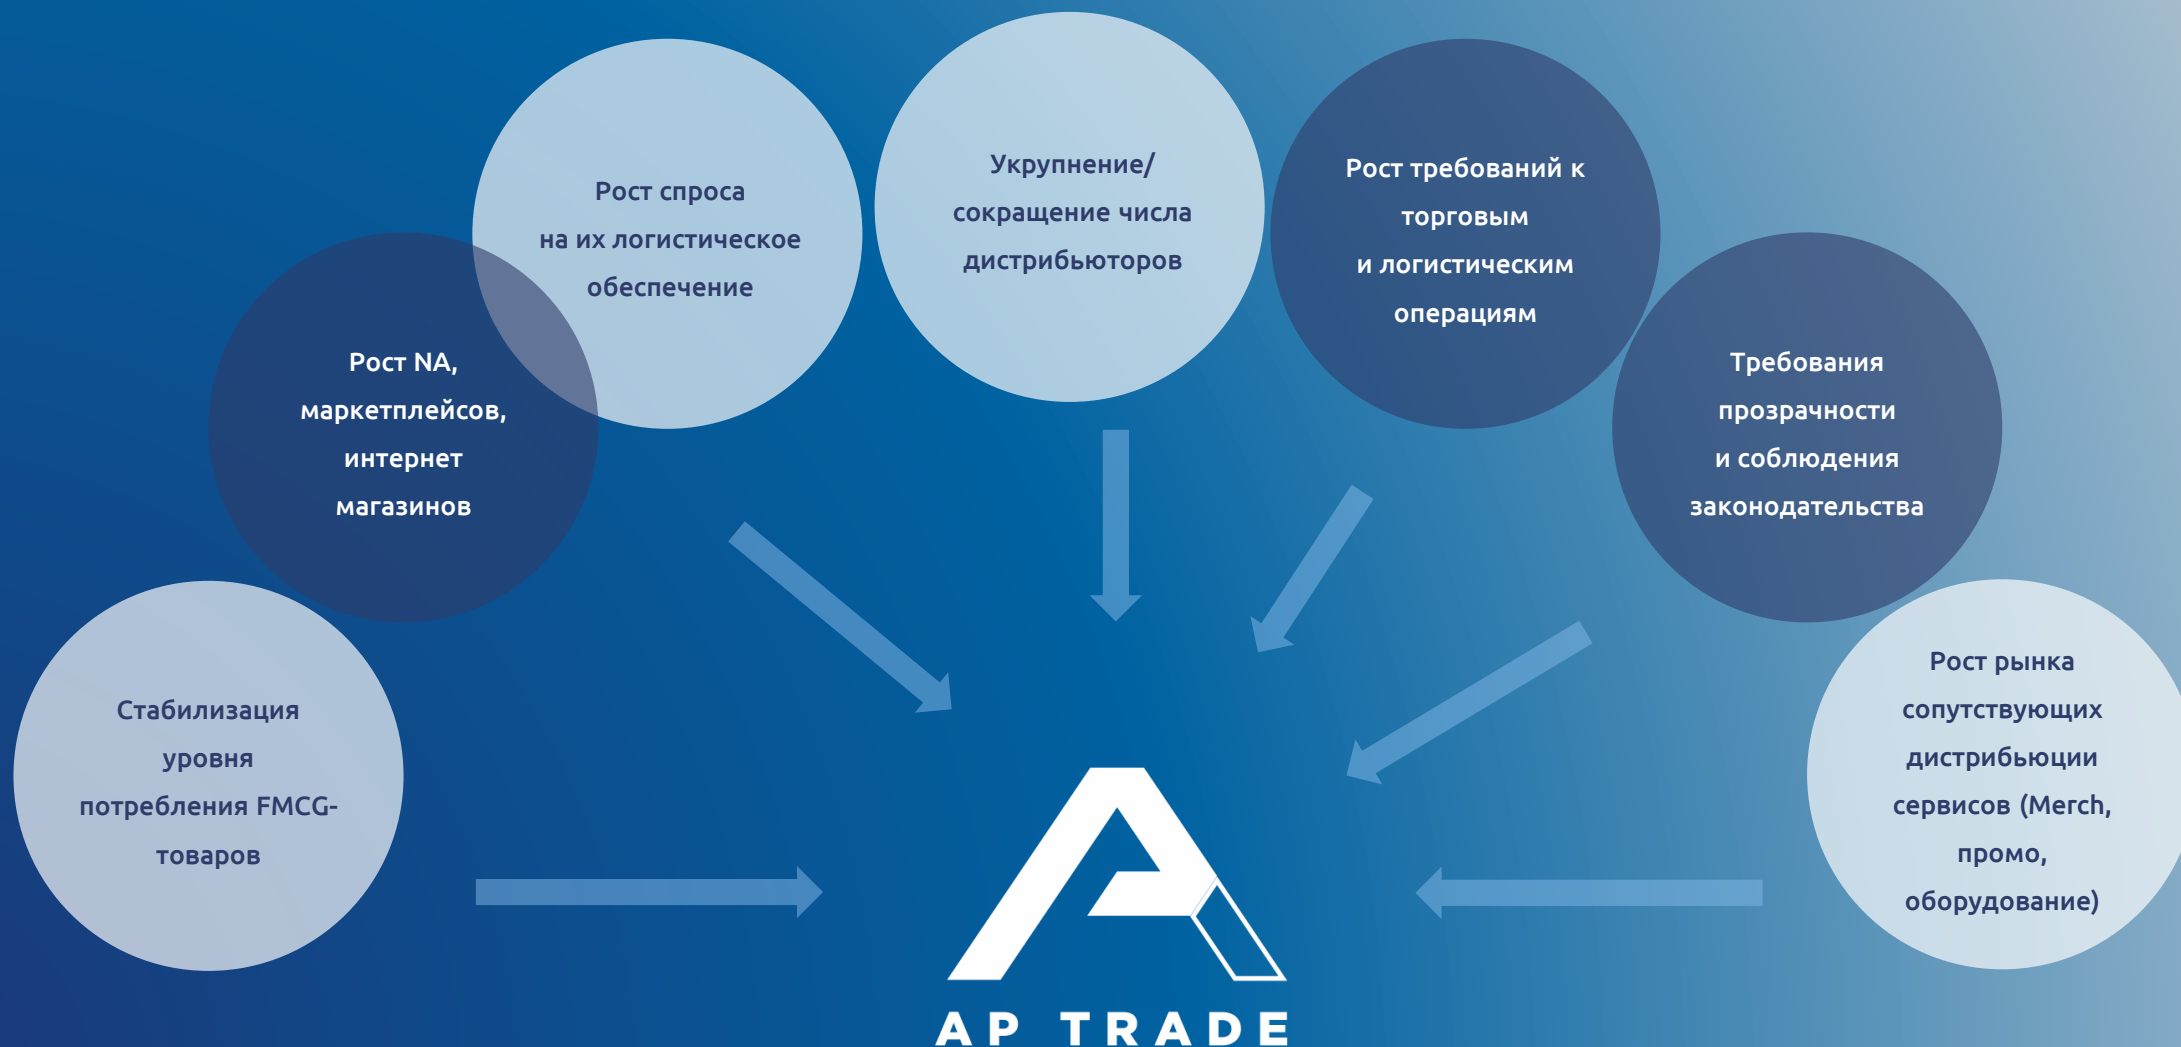 Стабилизация
уровня
потребления FMCG-
товаров
Рост NA,
маркетплейсов,
интернет
магазинов
Рост спроса
на их логистическое
обеспечение
Укрупнение/
сокращение числа
дистрибьюторов
Рост требований к
торговым
и логистическим
операциям
Требования
прозрачности
и соблюдения
законодательства
Рост рынка
сопутствующих
дистрибьюции
сервисов (Merch,
промо,
оборудование)
AP TRADE